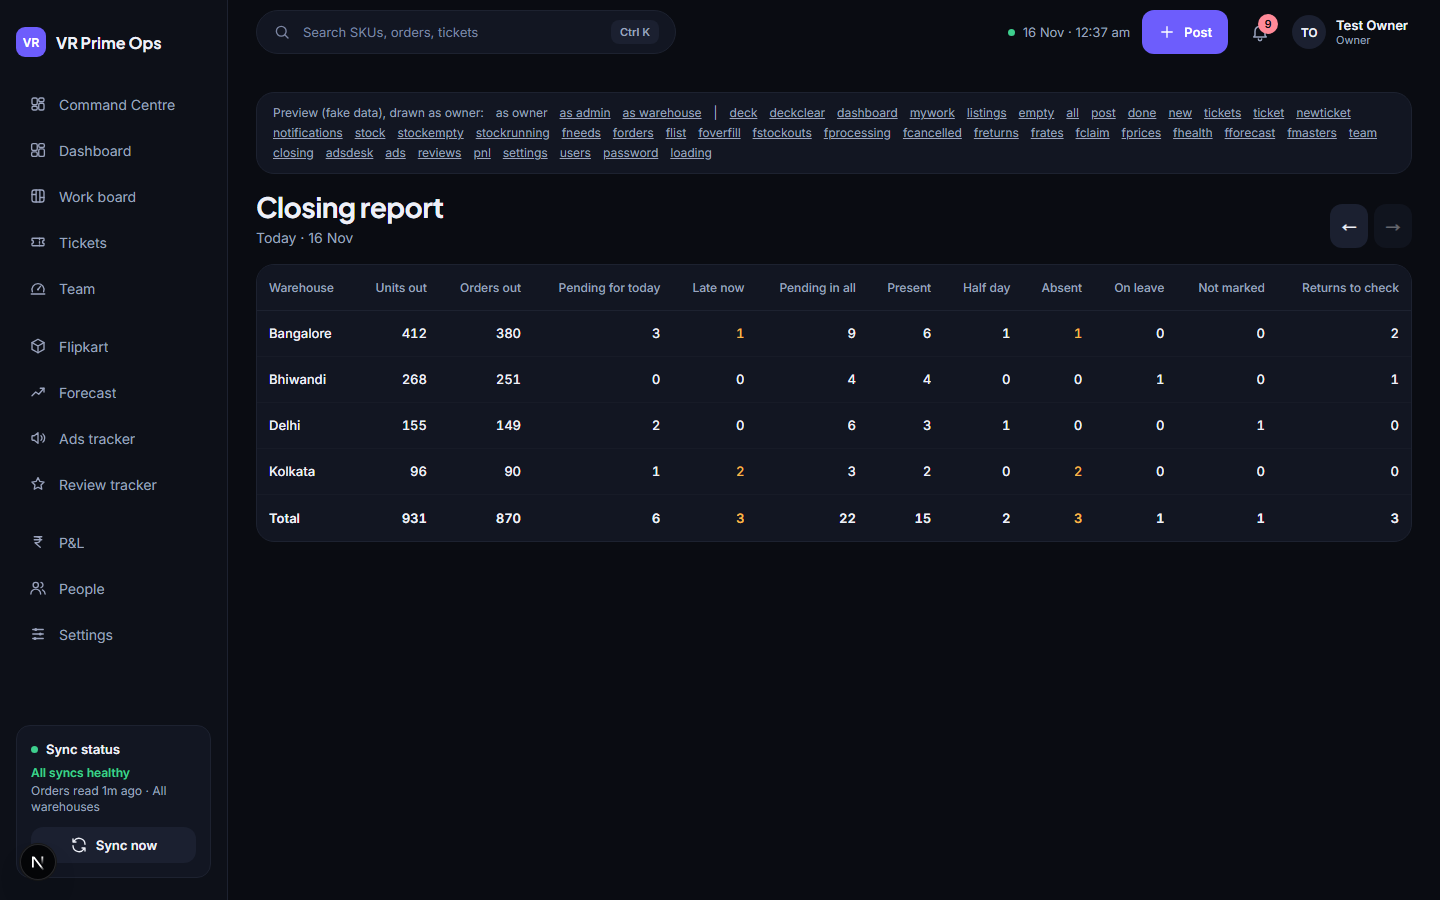 VR VR Prime Ops
Search SKUs, orders, tickets Ctrl K
16 Nov · 12:37 am
+ Post
9
TO Test Owner
Owner
Command Centre
Dashboard
Work board
Tickets
Team
Flipkart
Forecast
Ads tracker
Review tracker
₹ P&L
People
Settings
Sync status
All syncs healthy
Orders read 1m ago · All
warehouses
Sync now
N
Preview (fake data), drawn as owner: as owner as admin as warehouse | deck deckclear dashboard mywork listings empty all post done new tickets ticket newticket
notifications stock stockempty stockrunning fneeds forders flist foverfill fstockouts fprocessing fcancelled freturns frates fclaim fprices fhealth fforecast fmasters team
closing adsdesk ads reviews pnl settings users password loading
Closing report
Today · 16 Nov
← →
Warehouse Units out Orders out Pending for today Late now Pending in all Present Half day Absent On leave Not marked Returns to check
Bangalore 412 380 3 1 9 6 1 1 0 0 2
Bhiwandi 268 251 0 0 4 4 0 0 1 0 1
Delhi 155 149 2 0 6 3 1 0 0 1 0
Kolkata 96 90 1 2 3 2 0 2 0 0 0
Total 931 870 6 3 22 15 2 3 1 1 3